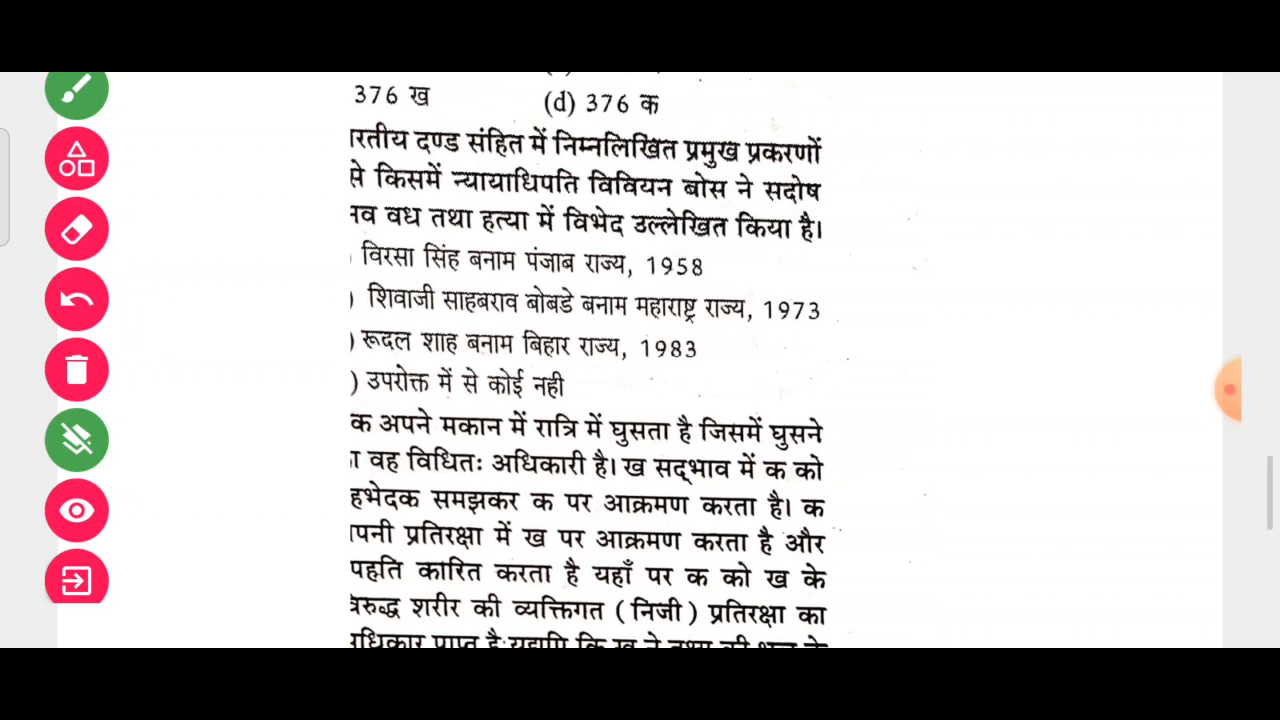 376 ख (d) 376 क
रतीय दण्ड संहित में निम्नलिखित प्रमुख प्रकरणों
से किसमें न्यायाधिपति विवियन बोस ने सदोष
नव वध तथा हत्या में विभेद उल्लेखित किया है।
विरसा सिंह बनाम पंजाब राज्य, 1958
) शिवाजी साहबराव बोबडे बनाम महाराष्ट्र राज्य, 1973
) रूदल शाह बनाम बिहार राज्य, 1983
) उपरोक्त में से कोई नही
क अपने मकान में रात्रि में घुसता है जिसमें घुसने
वह विधितः अधिकारी है। ख सद्भाव में क को
हभेदक समझकर क पर आक्रमण करता है। क
पनी प्रतिरक्षा में ख पर आक्रमण करता है और
पहति कारित करता है यहाँ पर क को ख के
रुद्ध शरीर की व्यक्तिगत (निजी) प्रतिरक्षा का